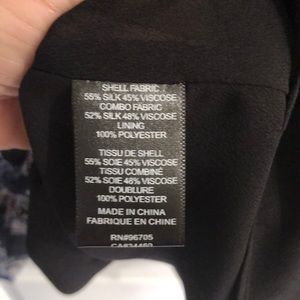 SHELL FABRIC
55% SILK 45% VISCOSE
COMBO FABRIC
52% SILK 48% VISCOSE
LINING
100% POLYESTER
TISSU DE SHELL
55% SOIE 45% VISCOSE
TISSU COMBINÉ
52% SOIE 48% VISCOSE
DOUBLURE
100% POLYESTER
MADE IN CHINA
FABRIQUE EN CHINE
RN#96705